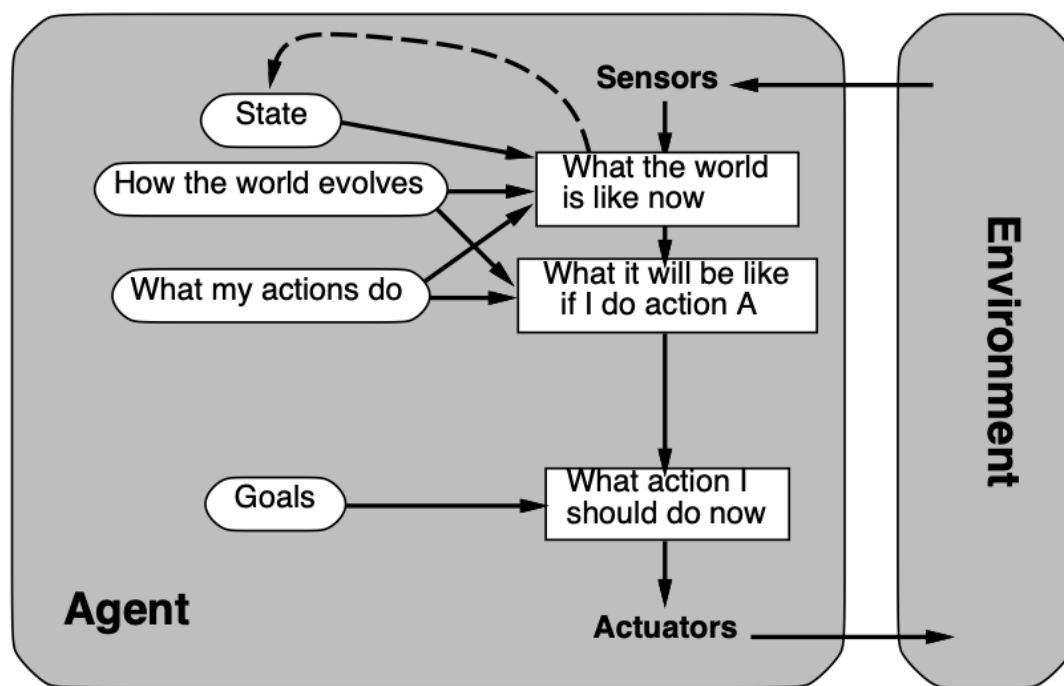 Sensors
State
What the world
is like now
How the world evolves
What it will be like
if I do action A
What my actions do
Goals
What action I
should do now
Agent
Actuators
Environment